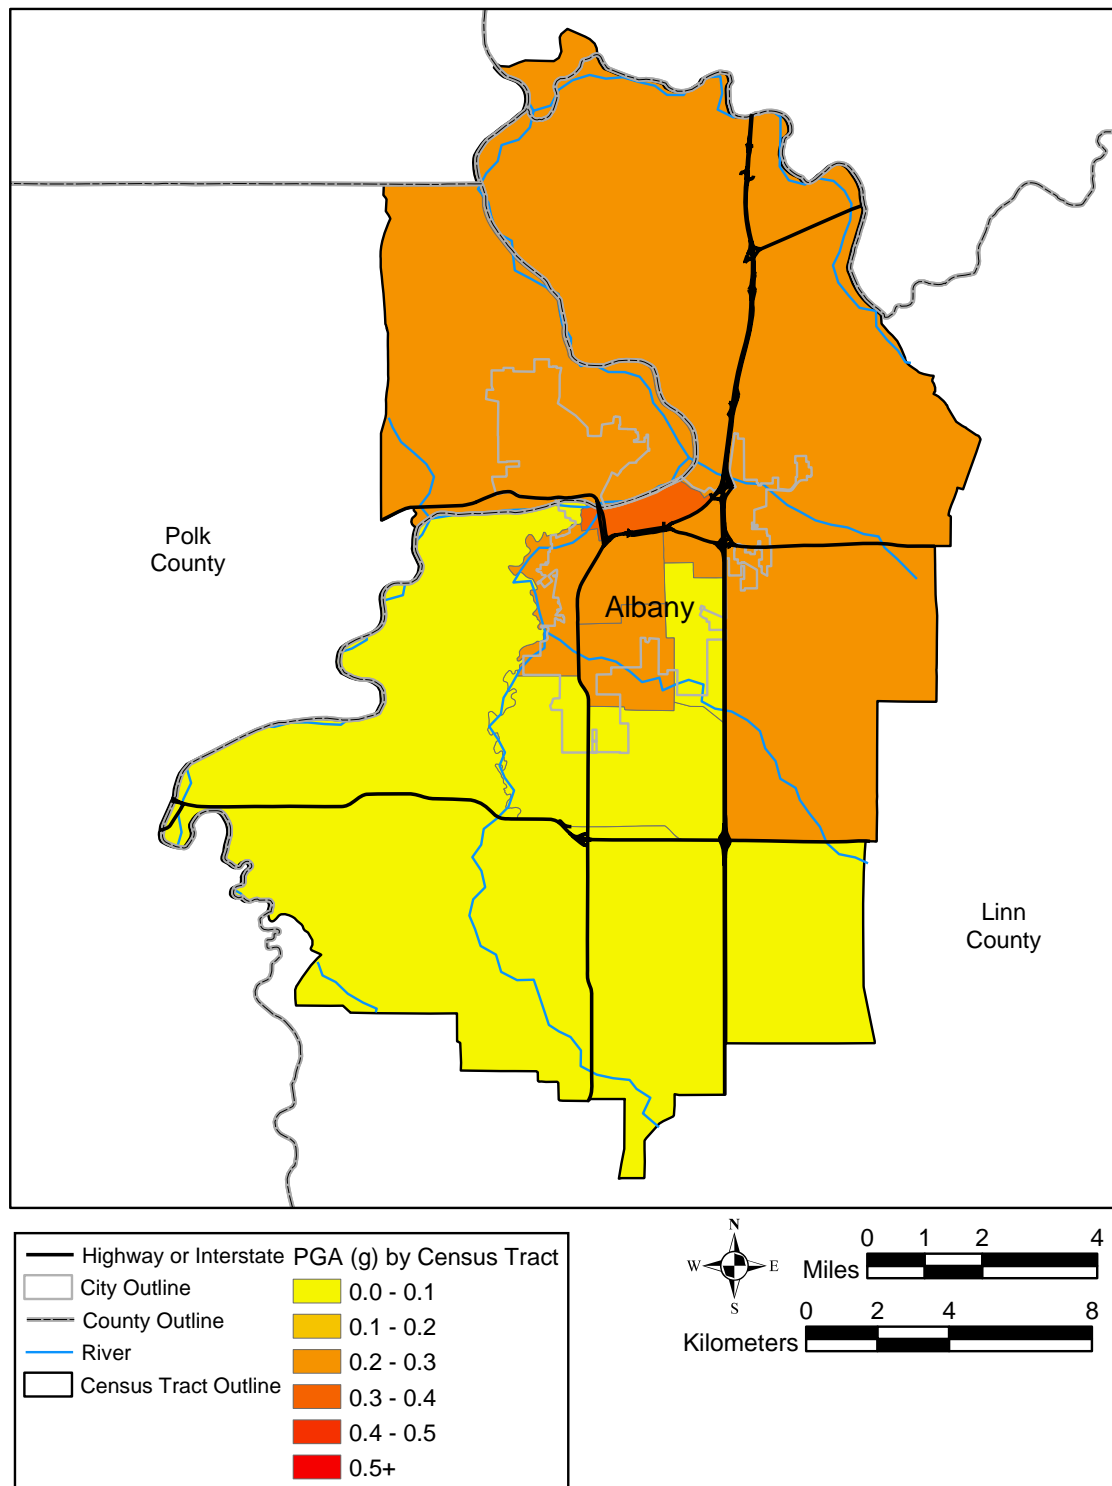 Polk
County
Albany
Linn
County
Highway or Interstate
City Outline
County Outline
River
Census Tract Outline
PGA (g) by Census Tract
0.0 - 0.1
0.1 - 0.2
0.2 - 0.3
0.3 - 0.4
0.4 - 0.5
0.5+
N
W E
S
0 1 2 4
Miles
0 2 4 8
Kilometers